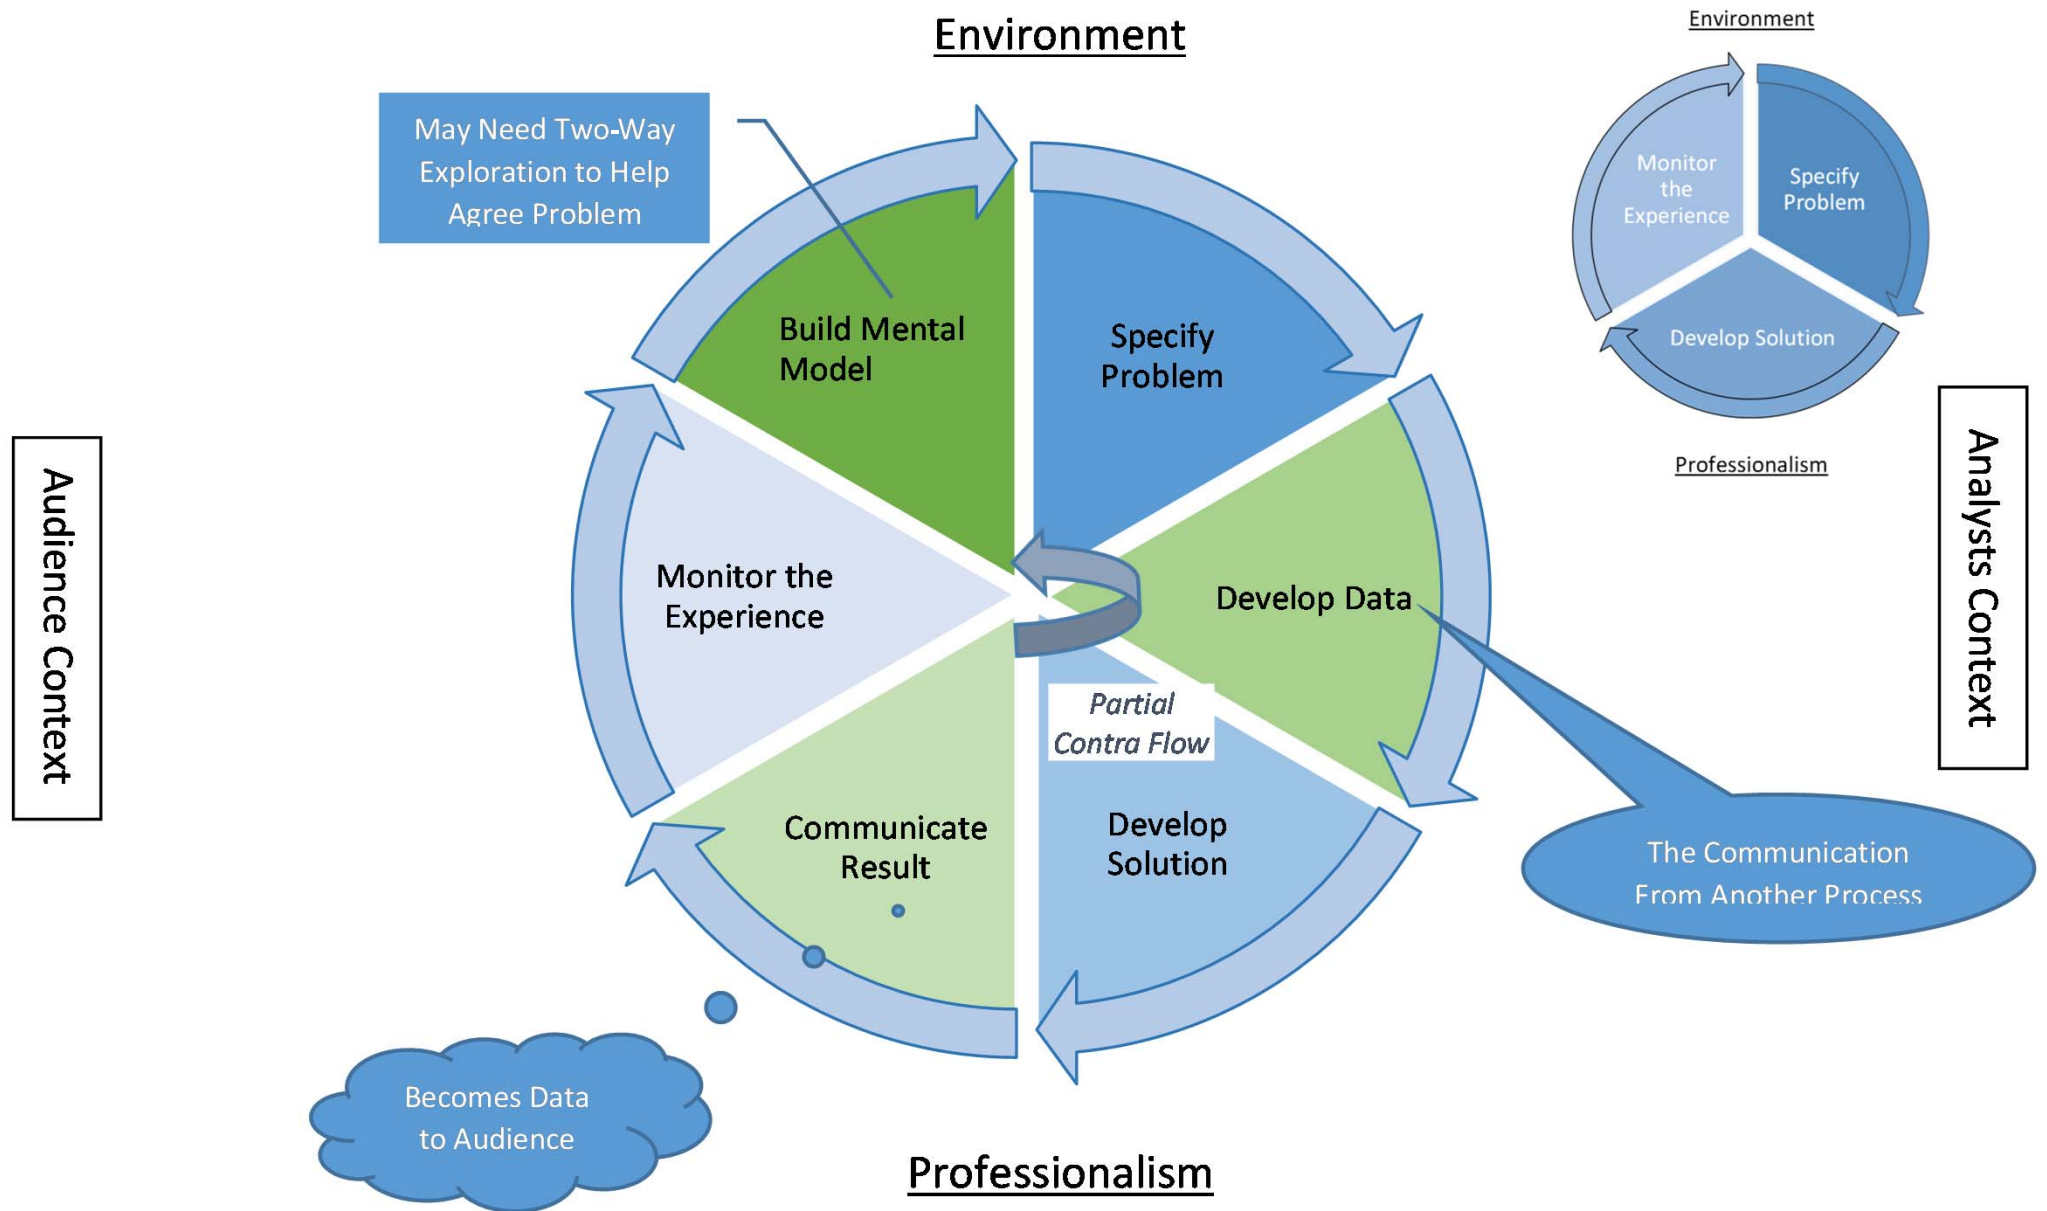 Environment
May Need Two-Way
Exploration to Help
Agree Problem
Build Mental
Model
Specify
Problem
Monitor the
Experience
Develop Data
Partial
Contra Flow
Communicate
Result
Develop
Solution
Becomes Data
to Audience
The Communication
From Another Process
Professionalism
Audience Context
Analysts Context
Environment
Monitor
the
Experience
Specify
Problem
Develop Solution
Professionalism